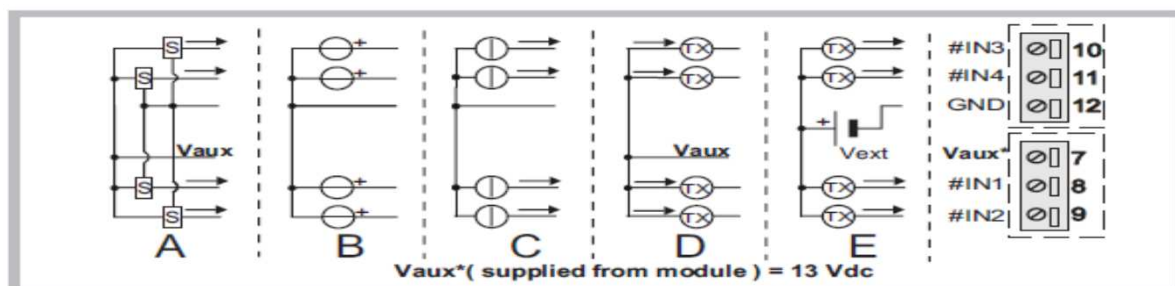 S
S
Vaux
S
S
A
+
+
+
+
B
C
TX
TX
Vaux
TX
TX
D
TX
TX
+
Vext
TX
TX
E
#IN3 10
#IN4 11
GND 12
Vaux* 7
#IN1 8
#IN2 9
Vaux*( supplied from module ) = 13 Vdc